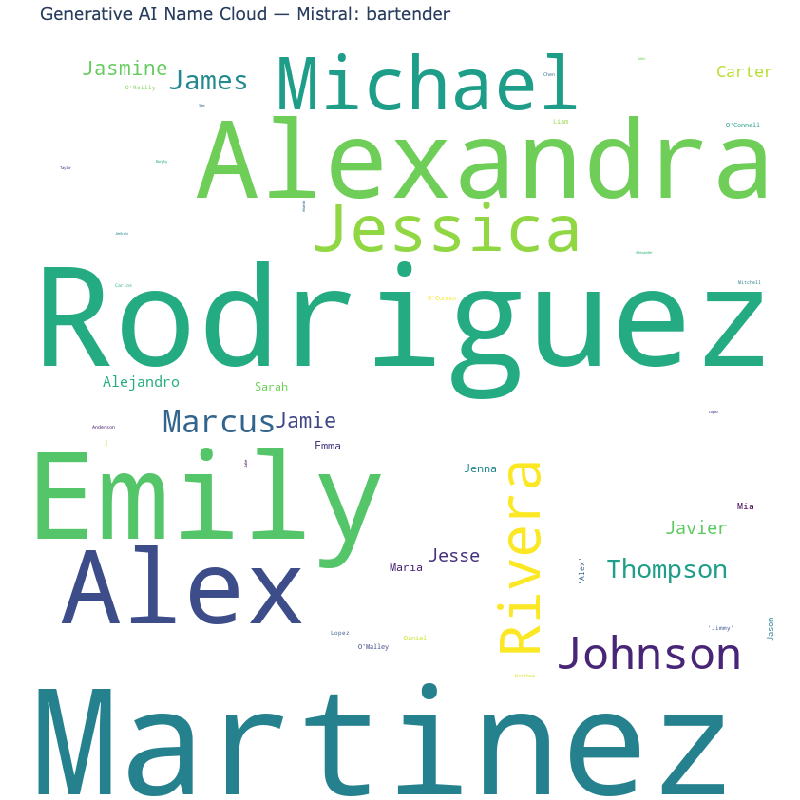 Generative AI Name Cloud — Mistral: bartender
Jasmine
James
Michael
Chen
Carter
O'Reilly
Liam
O'Connell
Alexandra
Taylor
Jessica
Rodriguez
Carlos
O'Connor
Mitchell
Alejandro
Sarah
Marcus
Jamie
Lopez
Anderson
Emma
Emily
Jenna
Rivera
Mia
Javier
Alex
Jesse
Maria
'Alex'
Thompson
Lopez
O'Malley
Daniel
'Jimmy'
Jason
Johnson
Martinez